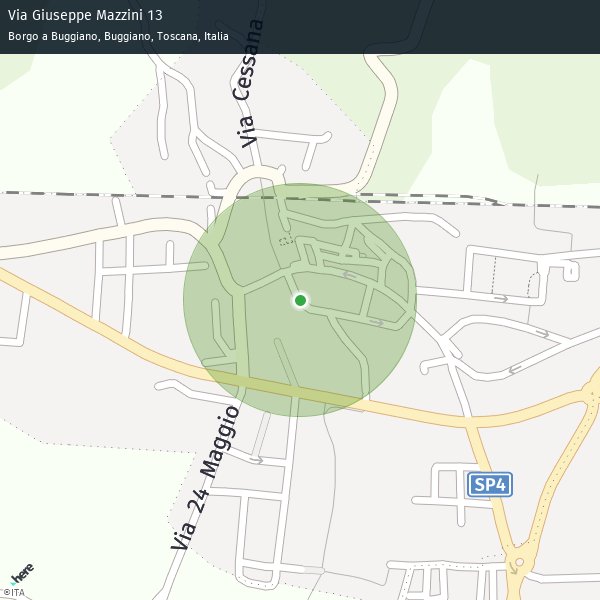 Via Giuseppe Mazzini 13
Borgo a Buggiano, Buggiano, Toscana, Italia
Via Cessana
Via 24 Maggio
SP4
here
©ITA